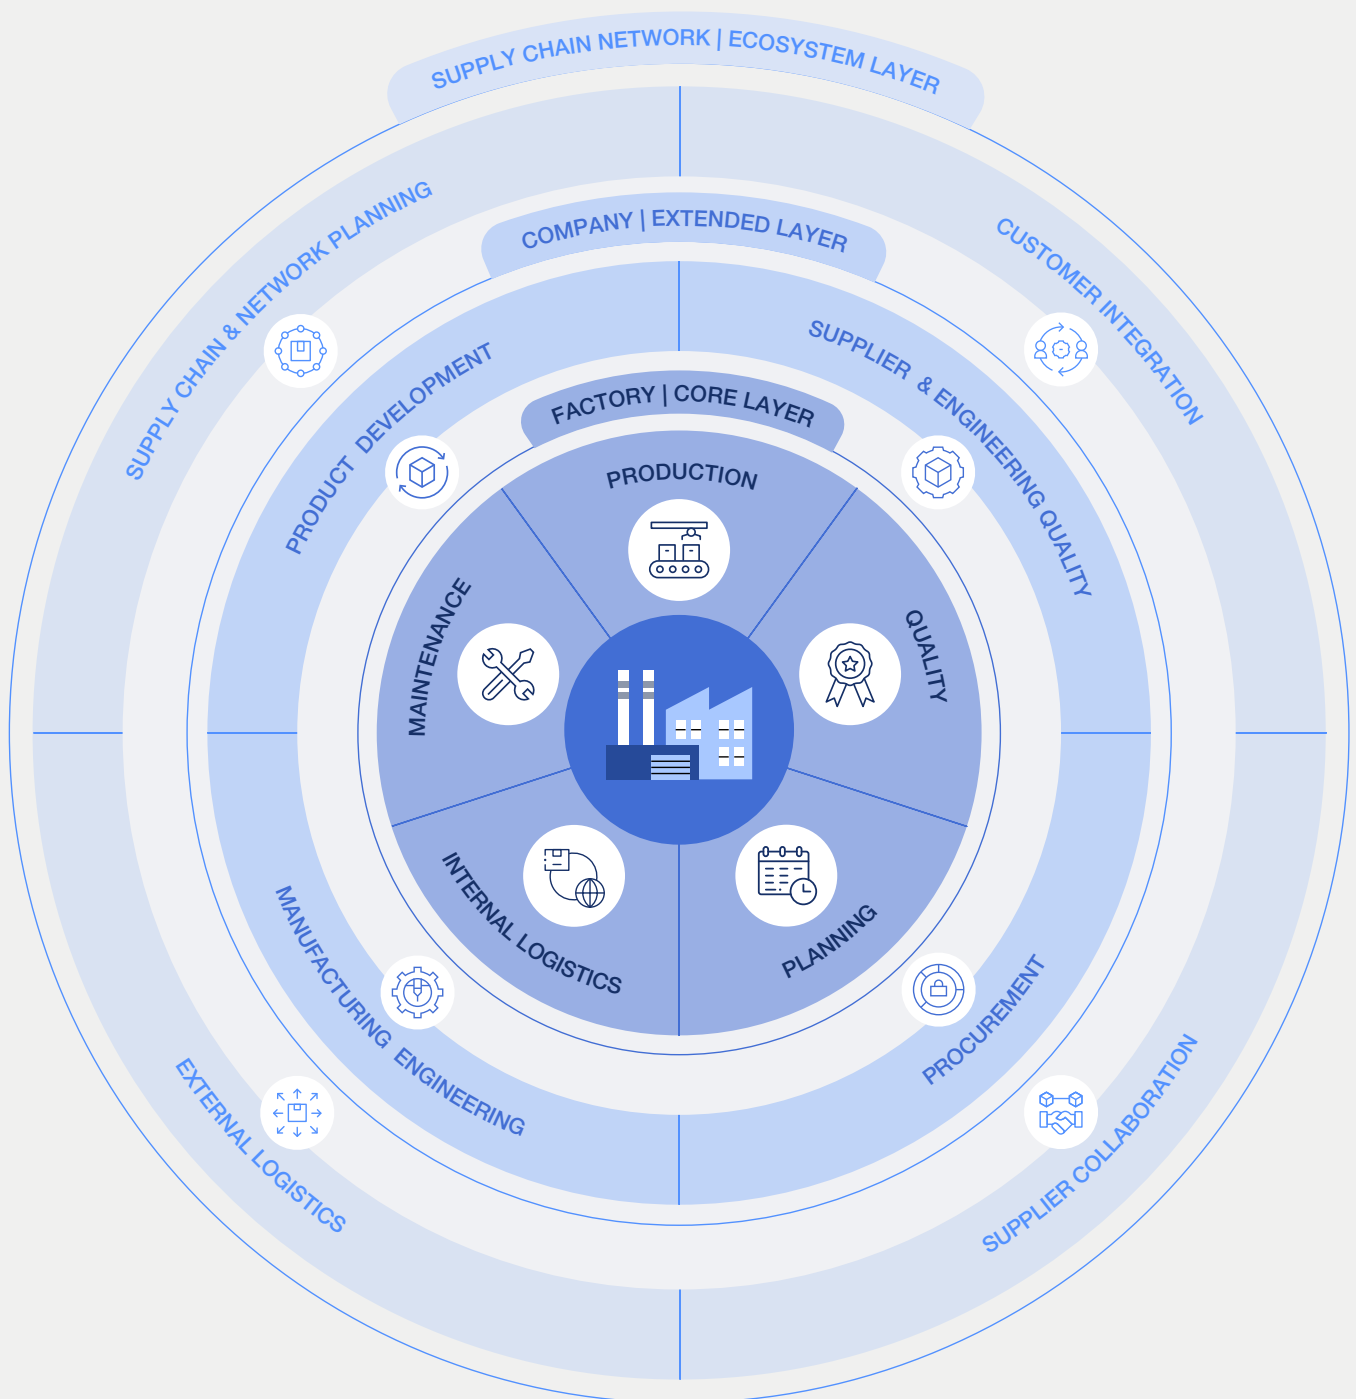 SUPPLY CHAIN NETWORK | ECOSYSTEM LAYER
SUPPLY CHAIN & NETWORK PLANNING
CUSTOMER INTEGRATION
COMPANY | EXTENDED LAYER
PRODUCT DEVELOPMENT
SUPPLIER & ENGINEERING QUALITY
FACTORY | CORE LAYER
PRODUCTION
MAINTENANCE
QUALITY
INTERNAL LOGISTICS
PLANNING
MANUFACTURING ENGINEERING
PROCUREMENT
EXTERNAL LOGISTICS
SUPPLIER COLLABORATION